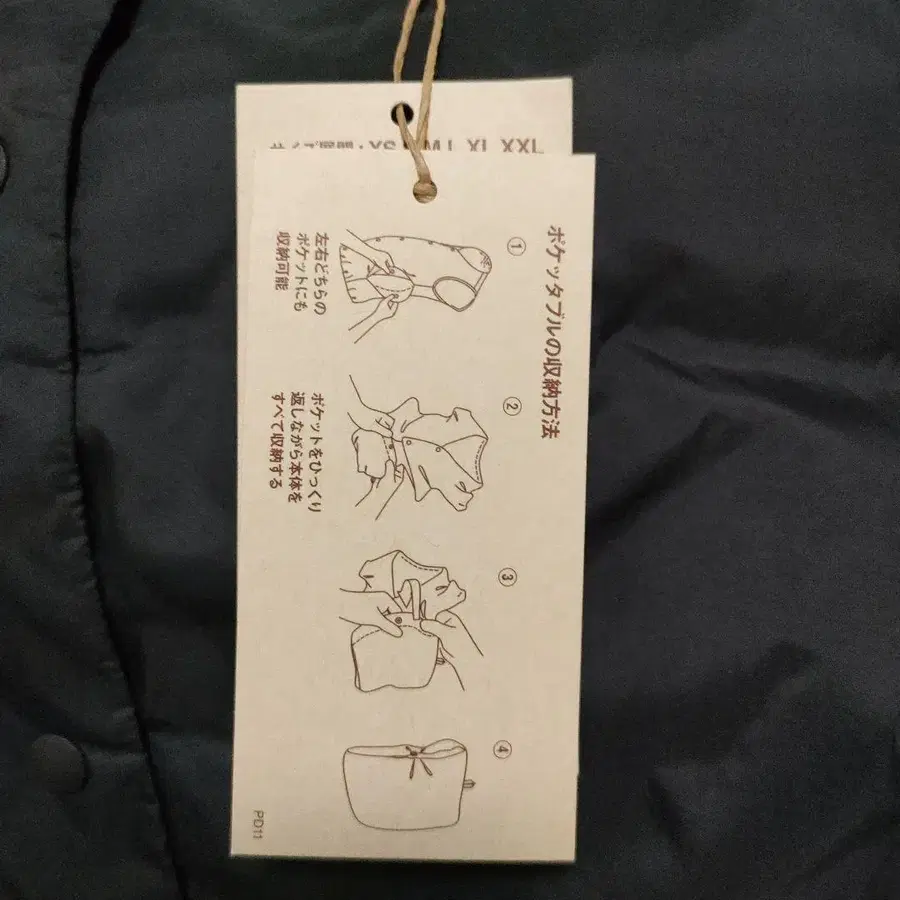 XS M L XL XXL
ポケッタブルの収納方法
①
左右どちらの
ポケットにも
収納可能
②
ポケットをひっくり
返しながら本体を
すべて収納する
③
④
PD11